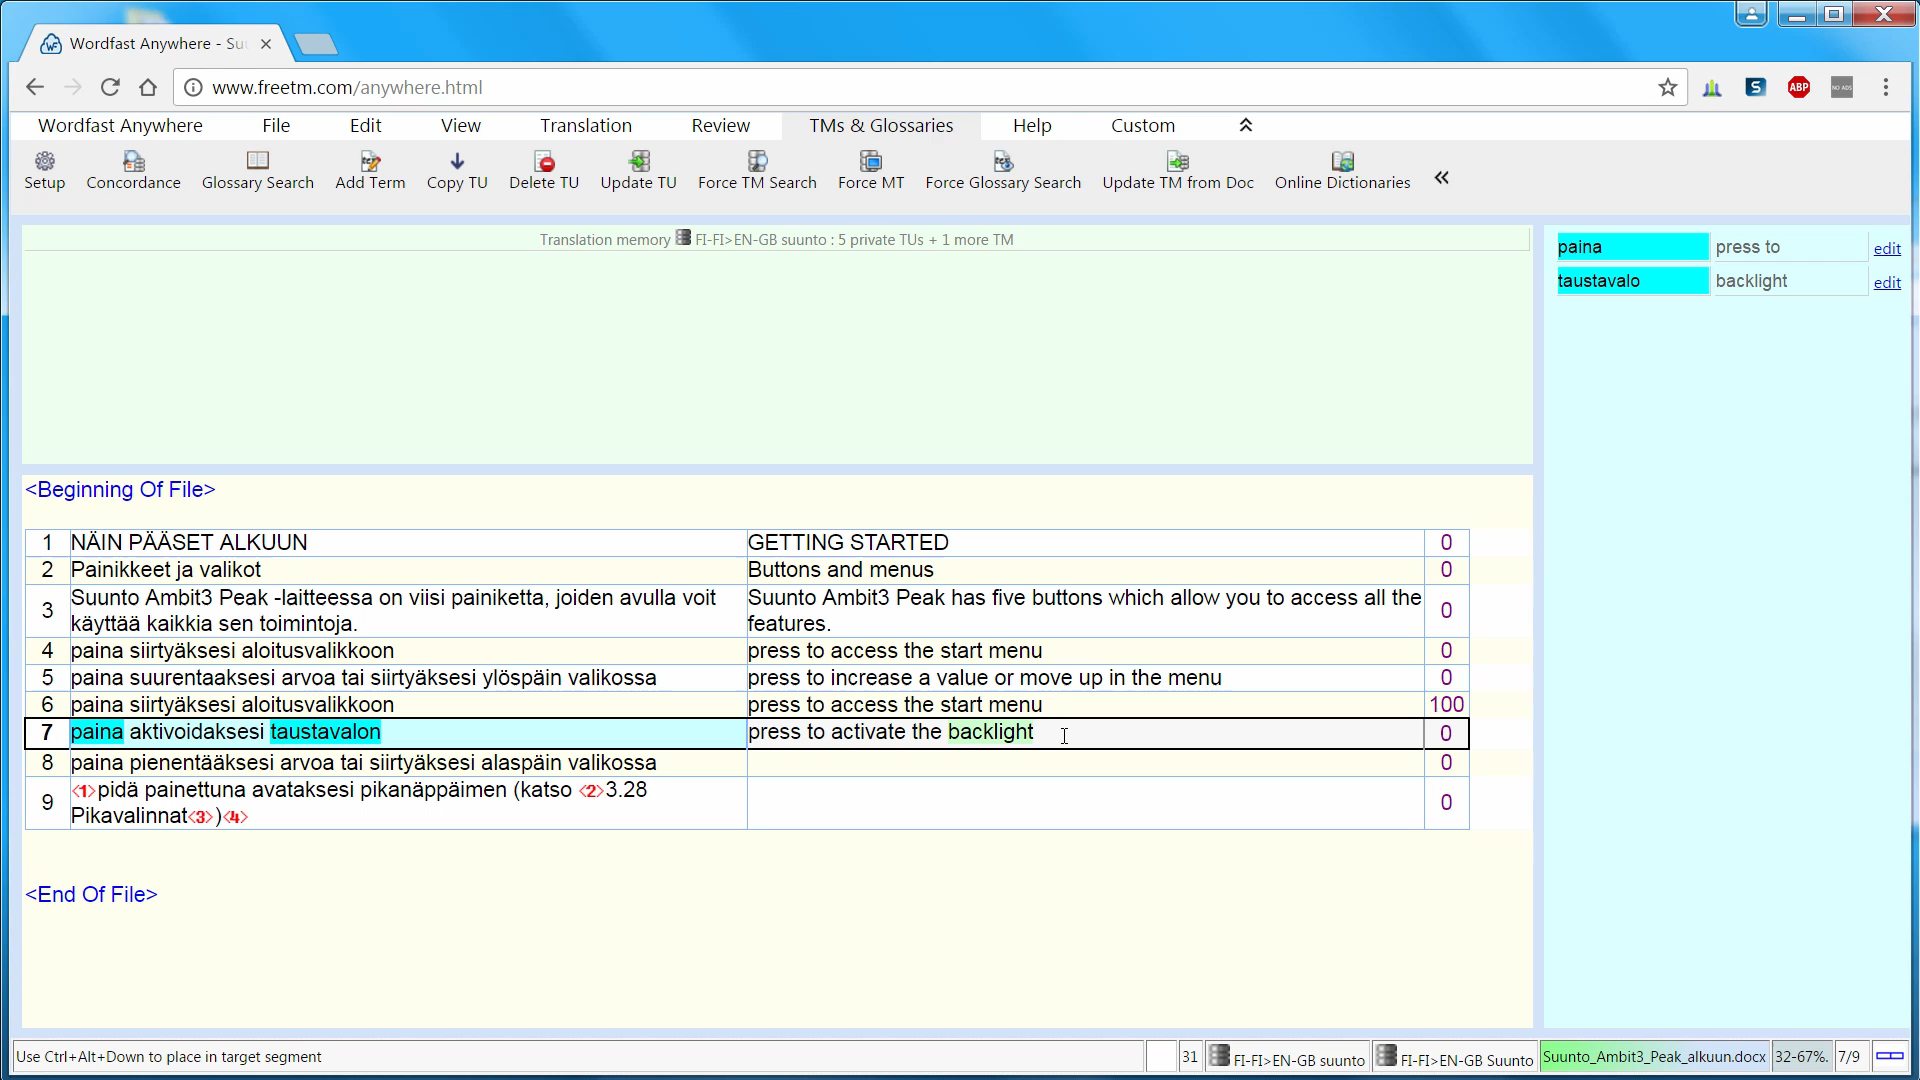 Wordfast Anywhere - Su
www.freetm.com/anywhere.html
S
ABP
NO ADS
Wordfast Anywhere File Edit View Translation Review TMs & Glossaries Help Custom
Setup Concordance Glossary Search Add Term Copy TU Delete TU Update TU Force TM Search Force MT Force Glossary Search Update TM from Doc Online Dictionaries
Translation memory FI-FI>EN-GB suunto : 5 private TUs + 1 more TM
paina press to edit
taustavalo backlight edit
<Beginning Of File>
1 NÄIN PÄÄSET ALKUUN GETTING STARTED 0
2 Painikkeet ja valikot Buttons and menus 0
3 Suunto Ambit3 Peak -laitteessa on viisi painiketta, joiden avulla voit Suunto Ambit3 Peak has five buttons which allow you to access all the 0
käyttää kaikkia sen toimintoja. features.
4 paina siirtyäksesi aloitusvalikkoon press to access the start menu 0
5 paina suurentaaksesi arvoa tai siirtyäksesi ylöspäin valikossa press to increase a value or move up in the menu 0
6 paina siirtyäksesi aloitusvalikkoon press to access the start menu 100
7 paina aktivoidaksesi taustavalon press to activate the backlight 0
8 paina pienentääksesi arvoa tai siirtyäksesi alaspäin valikossa 0
9 <1>pidä painettuna avataksesi pikanäppäimen (katso <2>3.28 0
Pikavalinnat<3>)<4>
<End Of File>
Use Ctrl+Alt+Down to place in target segment 31 FI-FI>EN-GB suunto FI-FI>EN-GB Suunto Suunto_Ambit3_Peak_alkuun.docx 32-67%. 7/9